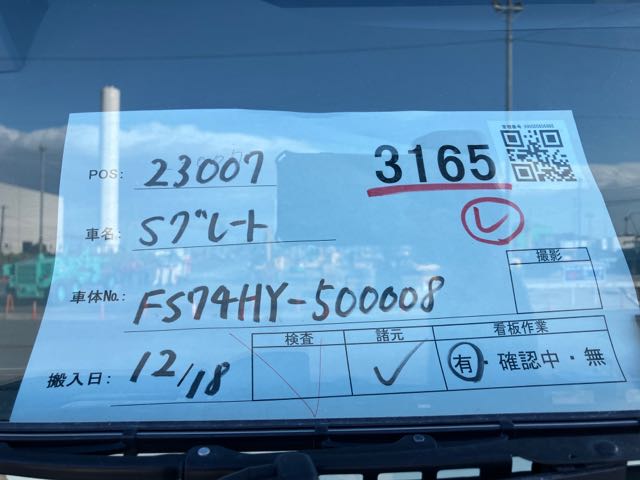 POS: 23007
3165
車名: Sグレート
レ
車体No.: FS74HY-500008
撮影
搬入日: 12/18
検査 諸元 看板作業
有・確認中・無